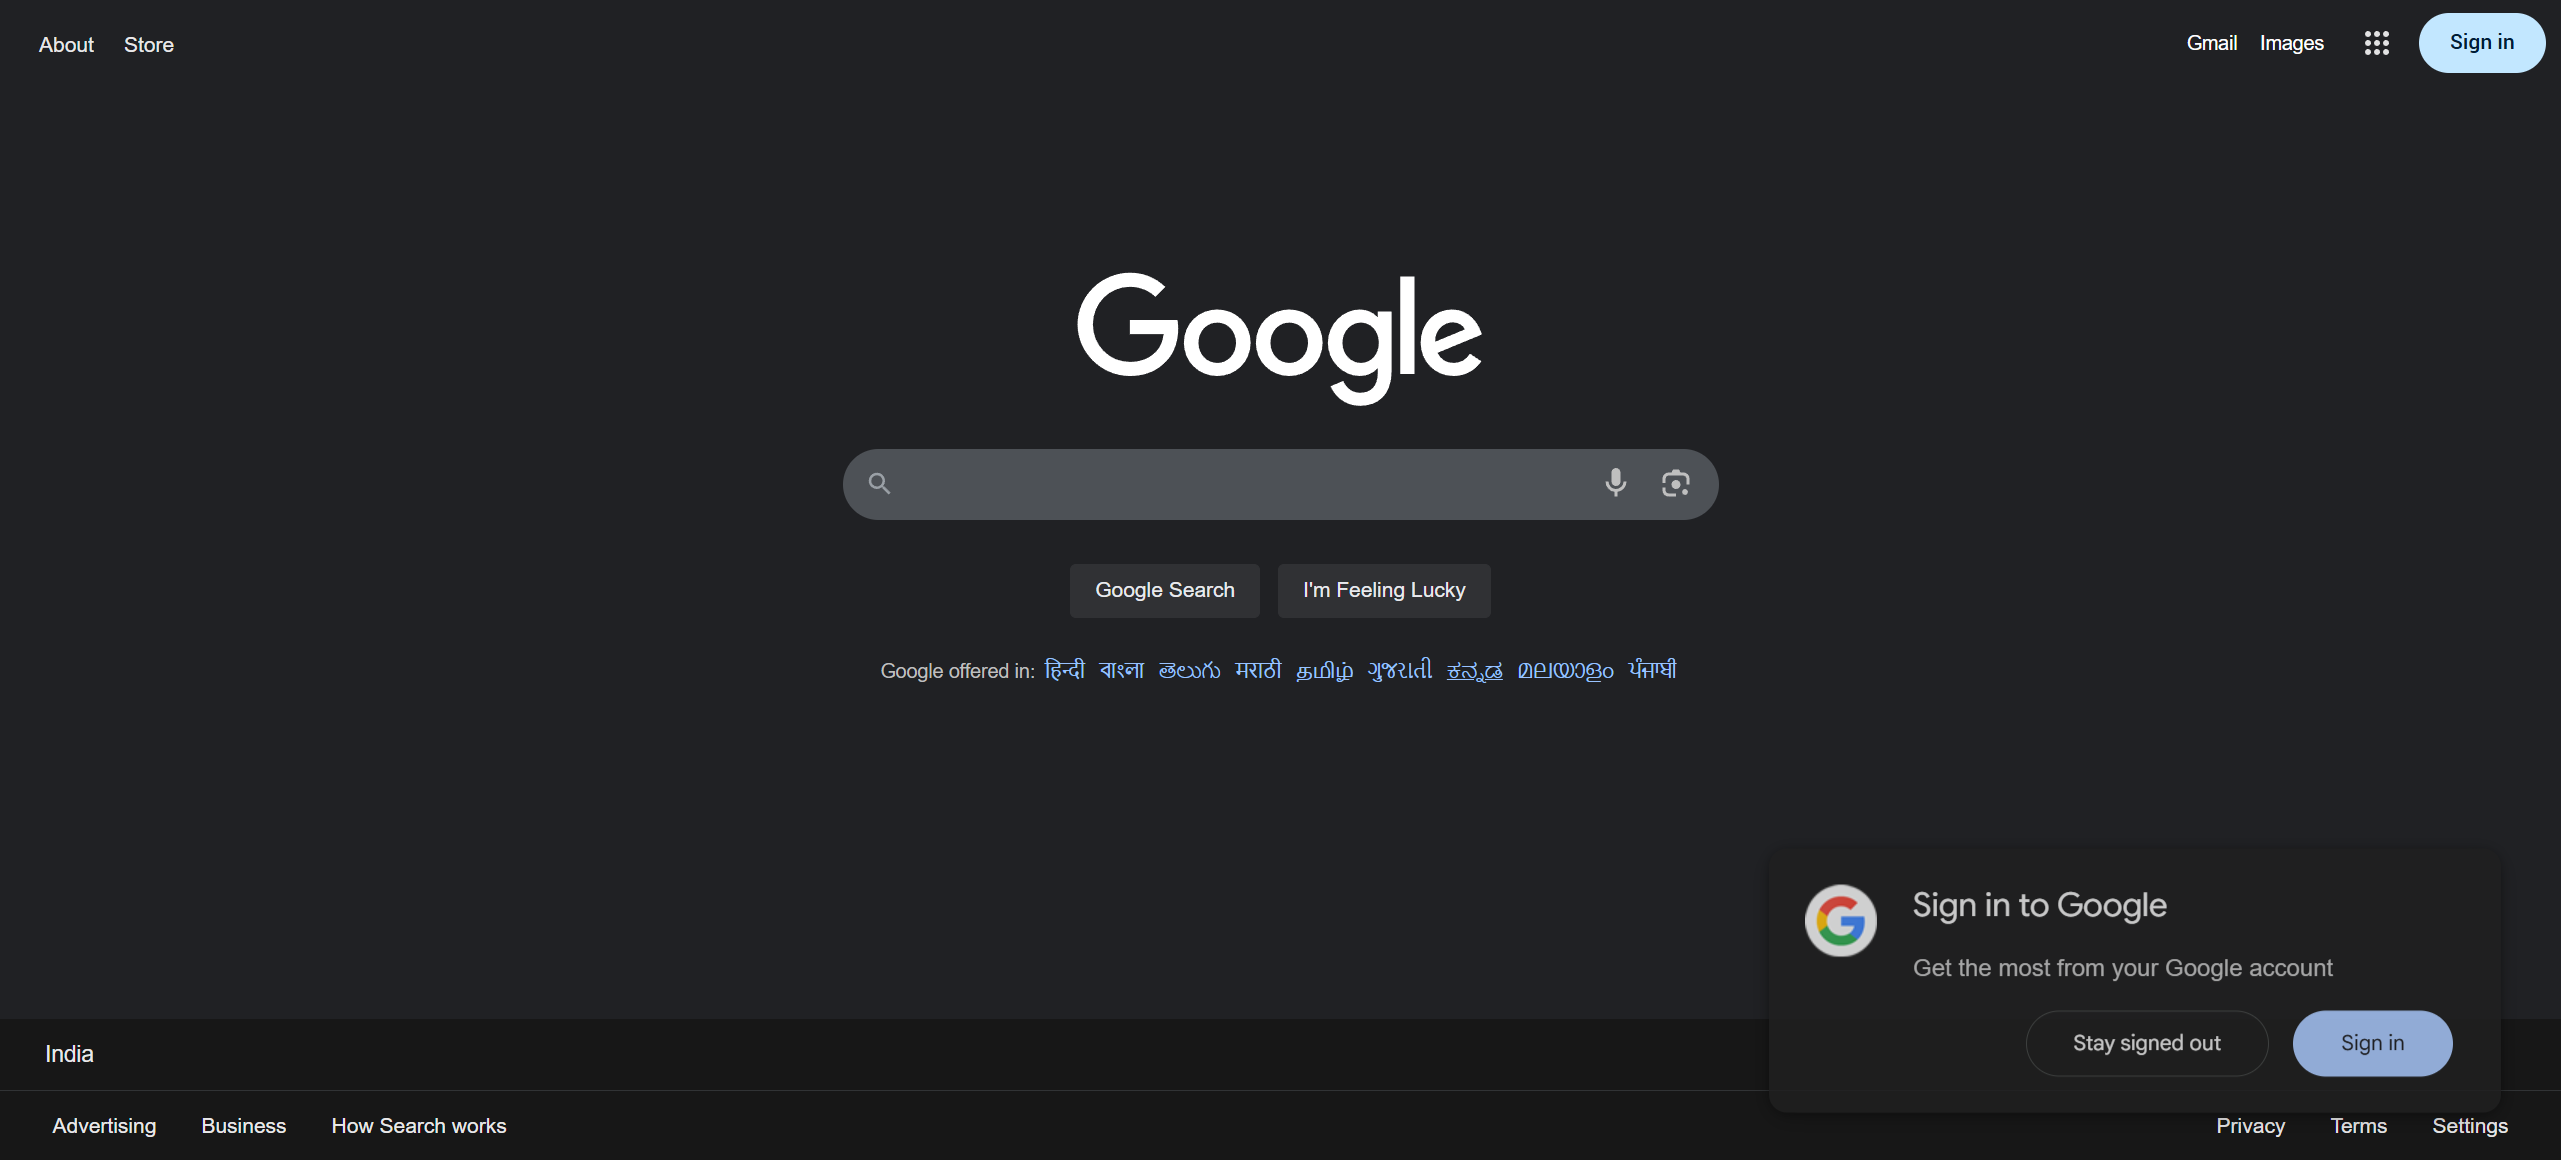 About Store
Gmail Images Sign in
Google
Google Search I'm Feeling Lucky
Google offered in: हिन्दी বাংলা తెలుగు मराठी தமிழ் ગુજરાતી ಕನ್ನಡ മലയാളം ਪੰਜਾਬੀ
Sign in to Google
Get the most from your Google account
Stay signed out Sign in
India
Advertising Business How Search works
Privacy Terms Settings